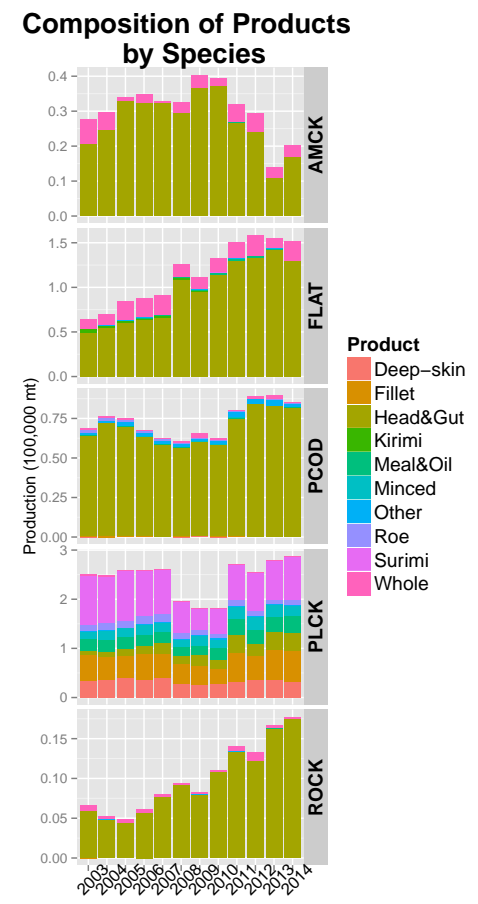 Composition of Products
by Species
Production (100,000 mt)
0.4
0.3
0.2
0.1
0.0
AMCK
1.5
1.0
0.5
0.0
FLAT
0.75
0.50
0.25
0.00
PCOD
3
2
1
0
PLCK
0.15
0.10
0.05
0.00
ROCK
2003 2004 2005 2006 2007 2008 2009 2010 2011 2012 2013 2014
Product
Deep−skin
Fillet
Head&Gut
Kirimi
Meal&Oil
Minced
Other
Roe
Surimi
Whole